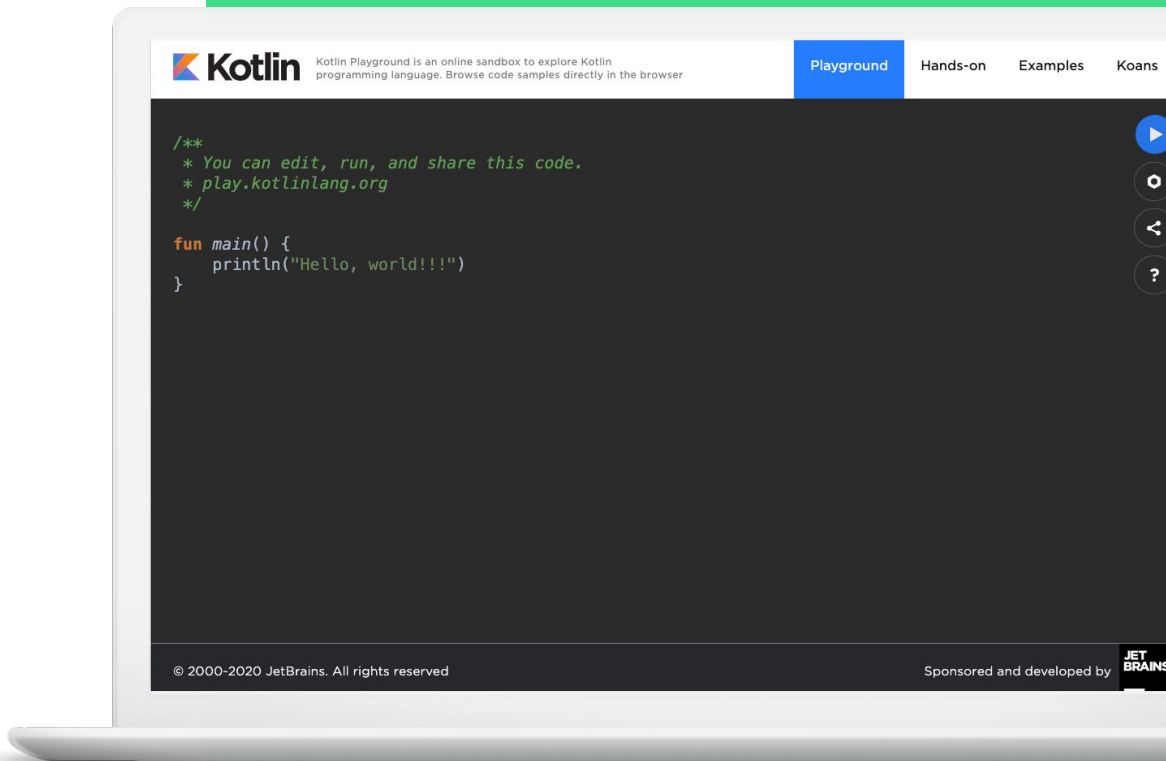 Kotlin
Kotlin Playground is an online sandbox to explore Kotlin
programming language. Browse code samples directly in the browser
Playground
Hands-on
Examples
Koans
/**
 * You can edit, run, and share this code.
 * play.kotlinlang.org
 */
fun main() {
    println("Hello, world!!!")
}
?
© 2000-2020 JetBrains. All rights reserved
Sponsored and developed by
JET
BRAINS